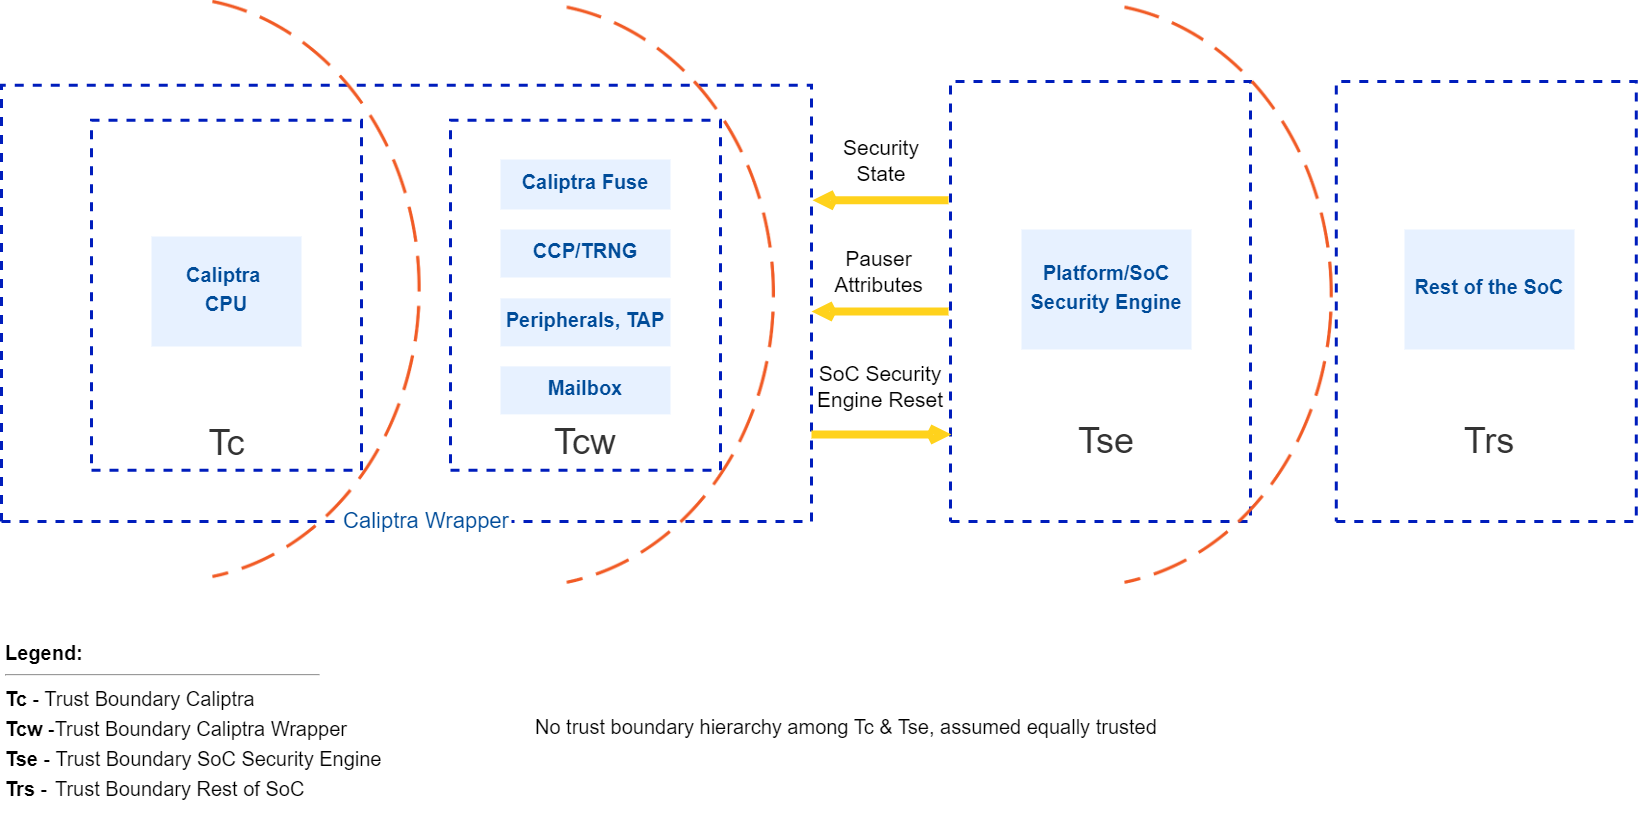 Caliptra
CPU
Tc
Caliptra Fuse
CCP/TRNG
Peripherals, TAP
Mailbox
Tcw
Caliptra Wrapper
Security
State
Pauser
Attributes
SoC Security
Engine Reset
Platform/SoC
Security Engine
Tse
Rest of the SoC
Trs
Legend:
Tc - Trust Boundary Caliptra
Tcw -Trust Boundary Caliptra Wrapper
Tse - Trust Boundary SoC Security Engine
Trs - Trust Boundary Rest of SoC
No trust boundary hierarchy among Tc & Tse, assumed equally trusted